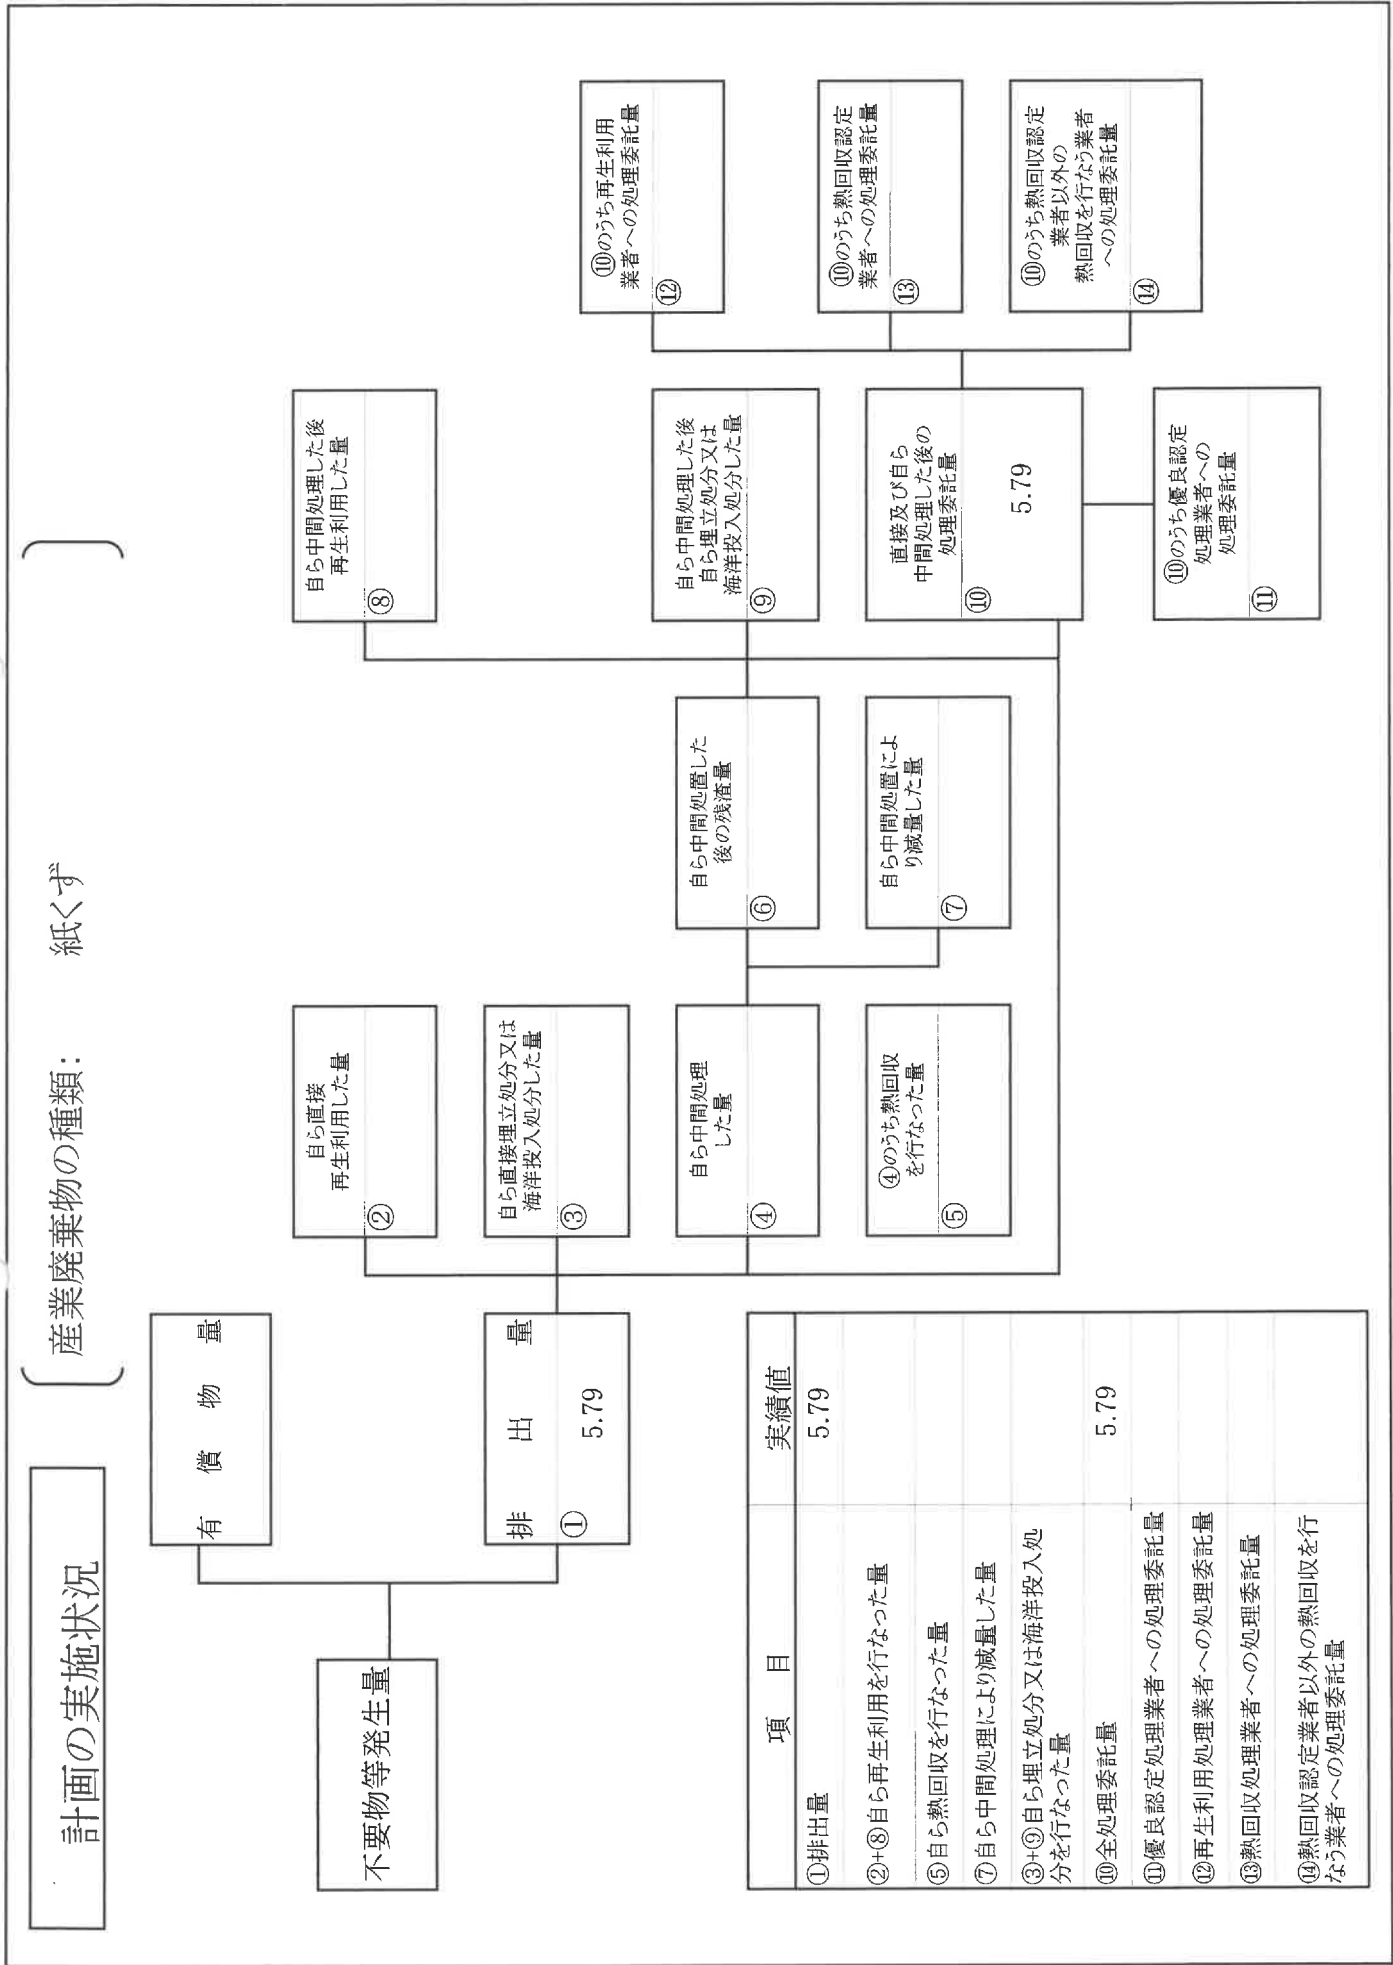 計画の実施状況
産業廃棄物の種類： 紙くず
不要物等発生量
有償物量
排出量
①
5.79
自ら直接
再生利用した量
②
自ら直接埋立処分又は
海洋投入処分した量
③
自ら中間処理
した量
④
④のうち熱回収
を行なった量
⑤
自ら中間処置した
後の残渣量
⑥
自ら中間処置によ
り減量した量
⑦
自ら中間処理した後
再生利用した量
⑧
自ら中間処理した後
自ら埋立処分又は
海洋投入処分した量
⑨
直接及び自ら
中間処理した後の
処理委託量
⑩
5.79
⑩のうち優良認定
処理業者への
処理委託量
⑪
⑩のうち再生利用
業者への処理委託量
⑫
⑩のうち熱回収認定
業者への処理委託量
⑬
⑩のうち熱回収認定
業者以外の
熱回収を行なう業者
への処理委託量
⑭
項目 実績値
①排出量 5.79
②+⑧自ら再生利用を行なった量
⑤自ら熱回収を行なった量
⑦自ら中間処理により減量した量
③+⑨自ら埋立処分又は海洋投入処
分を行なった量
⑩全処理委託量 5.79
⑪優良認定処理業者への処理委託量
⑫再生利用処理業者への処理委託量
⑬熱回収処理業者への処理委託量
⑭熱回収認定業者以外の熱回収を行
なう業者への処理委託量